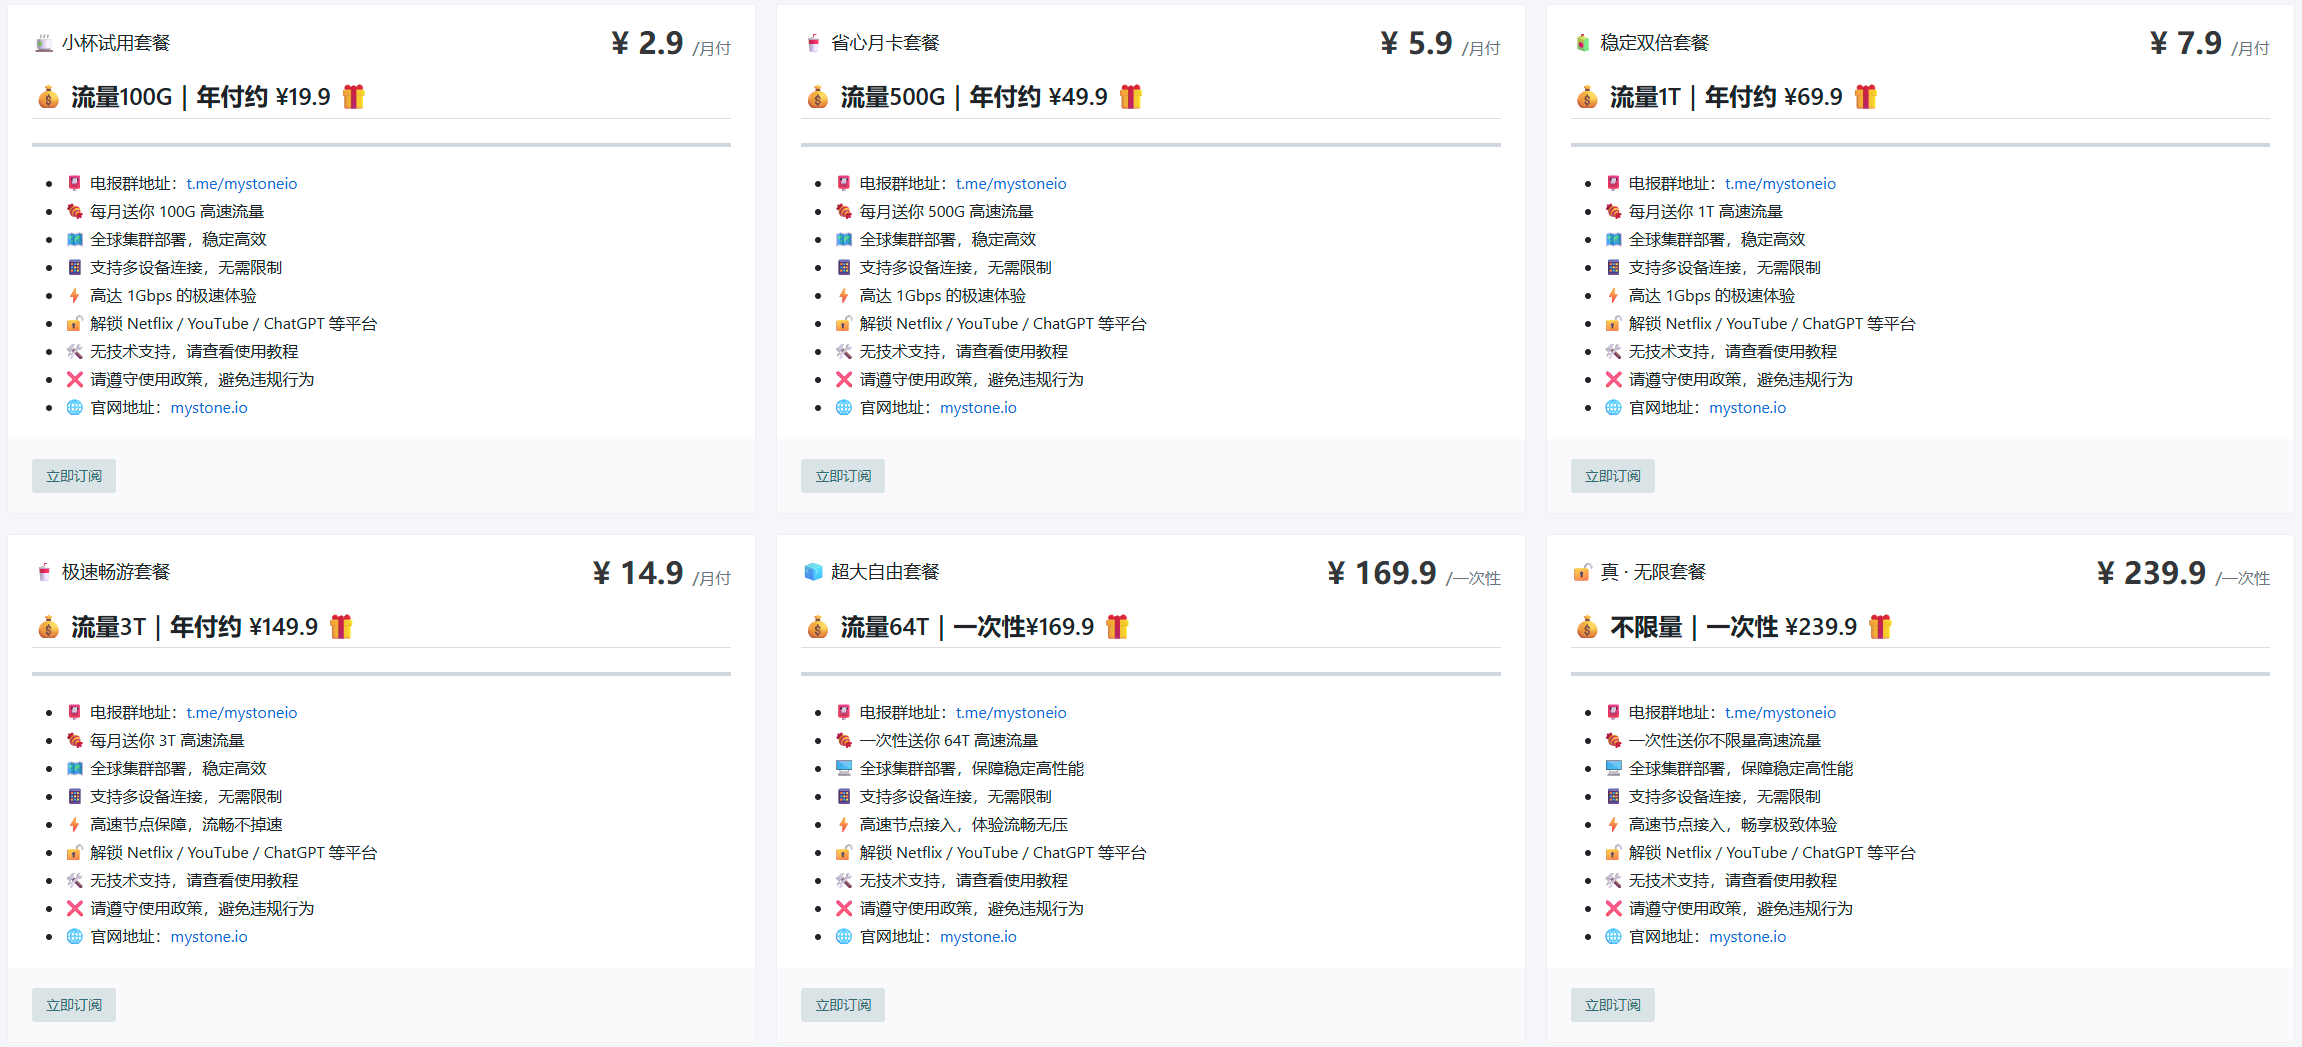 小杯试用套餐
¥ 2.9 /月付
流量100G｜年付约 ¥19.9
电报群地址：t.me/mystoneio
每月送你 100G 高速流量
全球集群部署，稳定高效
支持多设备连接，无需限制
高达 1Gbps 的极速体验
解锁 Netflix / YouTube / ChatGPT 等平台
无技术支持，请查看使用教程
请遵守使用政策，避免违规行为
官网地址：mystone.io
立即订阅
省心月卡套餐
¥ 5.9 /月付
流量500G｜年付约 ¥49.9
电报群地址：t.me/mystoneio
每月送你 500G 高速流量
全球集群部署，稳定高效
支持多设备连接，无需限制
高达 1Gbps 的极速体验
解锁 Netflix / YouTube / ChatGPT 等平台
无技术支持，请查看使用教程
请遵守使用政策，避免违规行为
官网地址：mystone.io
立即订阅
稳定双倍套餐
¥ 7.9 /月付
流量1T｜年付约 ¥69.9
电报群地址：t.me/mystoneio
每月送你 1T 高速流量
全球集群部署，稳定高效
支持多设备连接，无需限制
高达 1Gbps 的极速体验
解锁 Netflix / YouTube / ChatGPT 等平台
无技术支持，请查看使用教程
请遵守使用政策，避免违规行为
官网地址：mystone.io
立即订阅
极速畅游套餐
¥ 14.9 /月付
流量3T｜年付约 ¥149.9
电报群地址：t.me/mystoneio
每月送你 3T 高速流量
全球集群部署，稳定高效
支持多设备连接，无需限制
高速节点保障，流畅不掉速
解锁 Netflix / YouTube / ChatGPT 等平台
无技术支持，请查看使用教程
请遵守使用政策，避免违规行为
官网地址：mystone.io
立即订阅
超大自由套餐
¥ 169.9 /一次性
流量64T｜一次性¥169.9
电报群地址：t.me/mystoneio
一次性送你 64T 高速流量
全球集群部署，保障稳定高性能
支持多设备连接，无需限制
高速节点接入，体验流畅无压
解锁 Netflix / YouTube / ChatGPT 等平台
无技术支持，请查看使用教程
请遵守使用政策，避免违规行为
官网地址：mystone.io
立即订阅
真 · 无限套餐
¥ 239.9 /一次性
不限量｜一次性 ¥239.9
电报群地址：t.me/mystoneio
一次性送你不限量高速流量
全球集群部署，保障稳定高性能
支持多设备连接，无需限制
高速节点接入，畅享极致体验
解锁 Netflix / YouTube / ChatGPT 等平台
无技术支持，请查看使用教程
请遵守使用政策，避免违规行为
官网地址：mystone.io
立即订阅